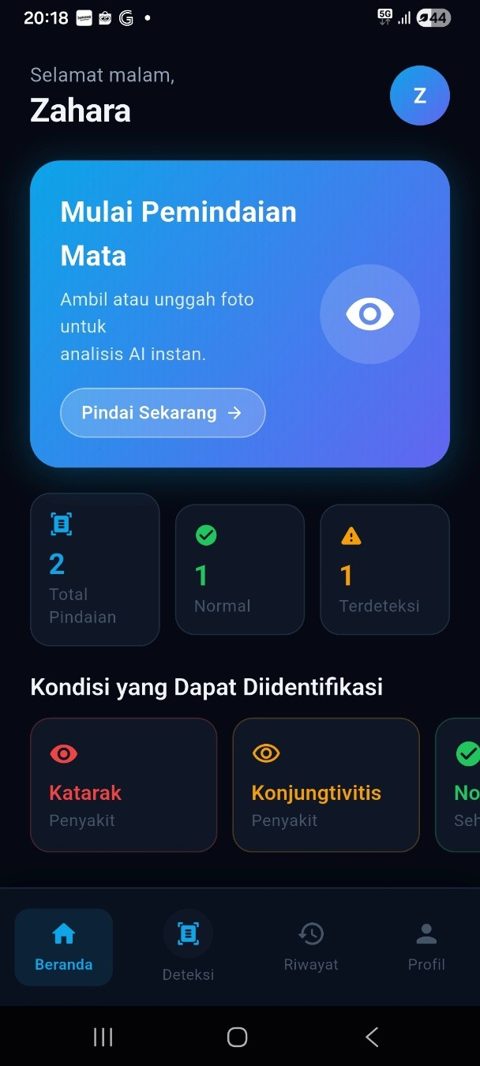 20:18
5G
44
Selamat malam,
Zahara
Z
Mulai Pemindaian
Mata
Ambil atau unggah foto
untuk
analisis AI instan.
Pindai Sekarang →
2
Total
Pindaian
1
Normal
1
Terdeteksi
Kondisi yang Dapat Diidentifikasi
Katarak
Penyakit
Konjungtivitis
Penyakit
No
Seh
Beranda
Deteksi
Riwayat
Profil